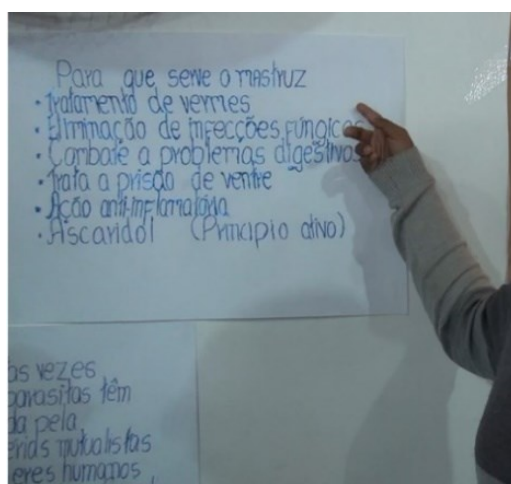 Para que serve o mastruz
• Tratamento de vermes
• Eliminação de infecções fúngicas
• Combate a problemas digestivos
• Trata a prisão de ventre
• Ação anti-inflamatória
• Ascaridol (Princípio ativo)
as vezes
parasitas têm
da pela
érias mutualistas
eres humanos,